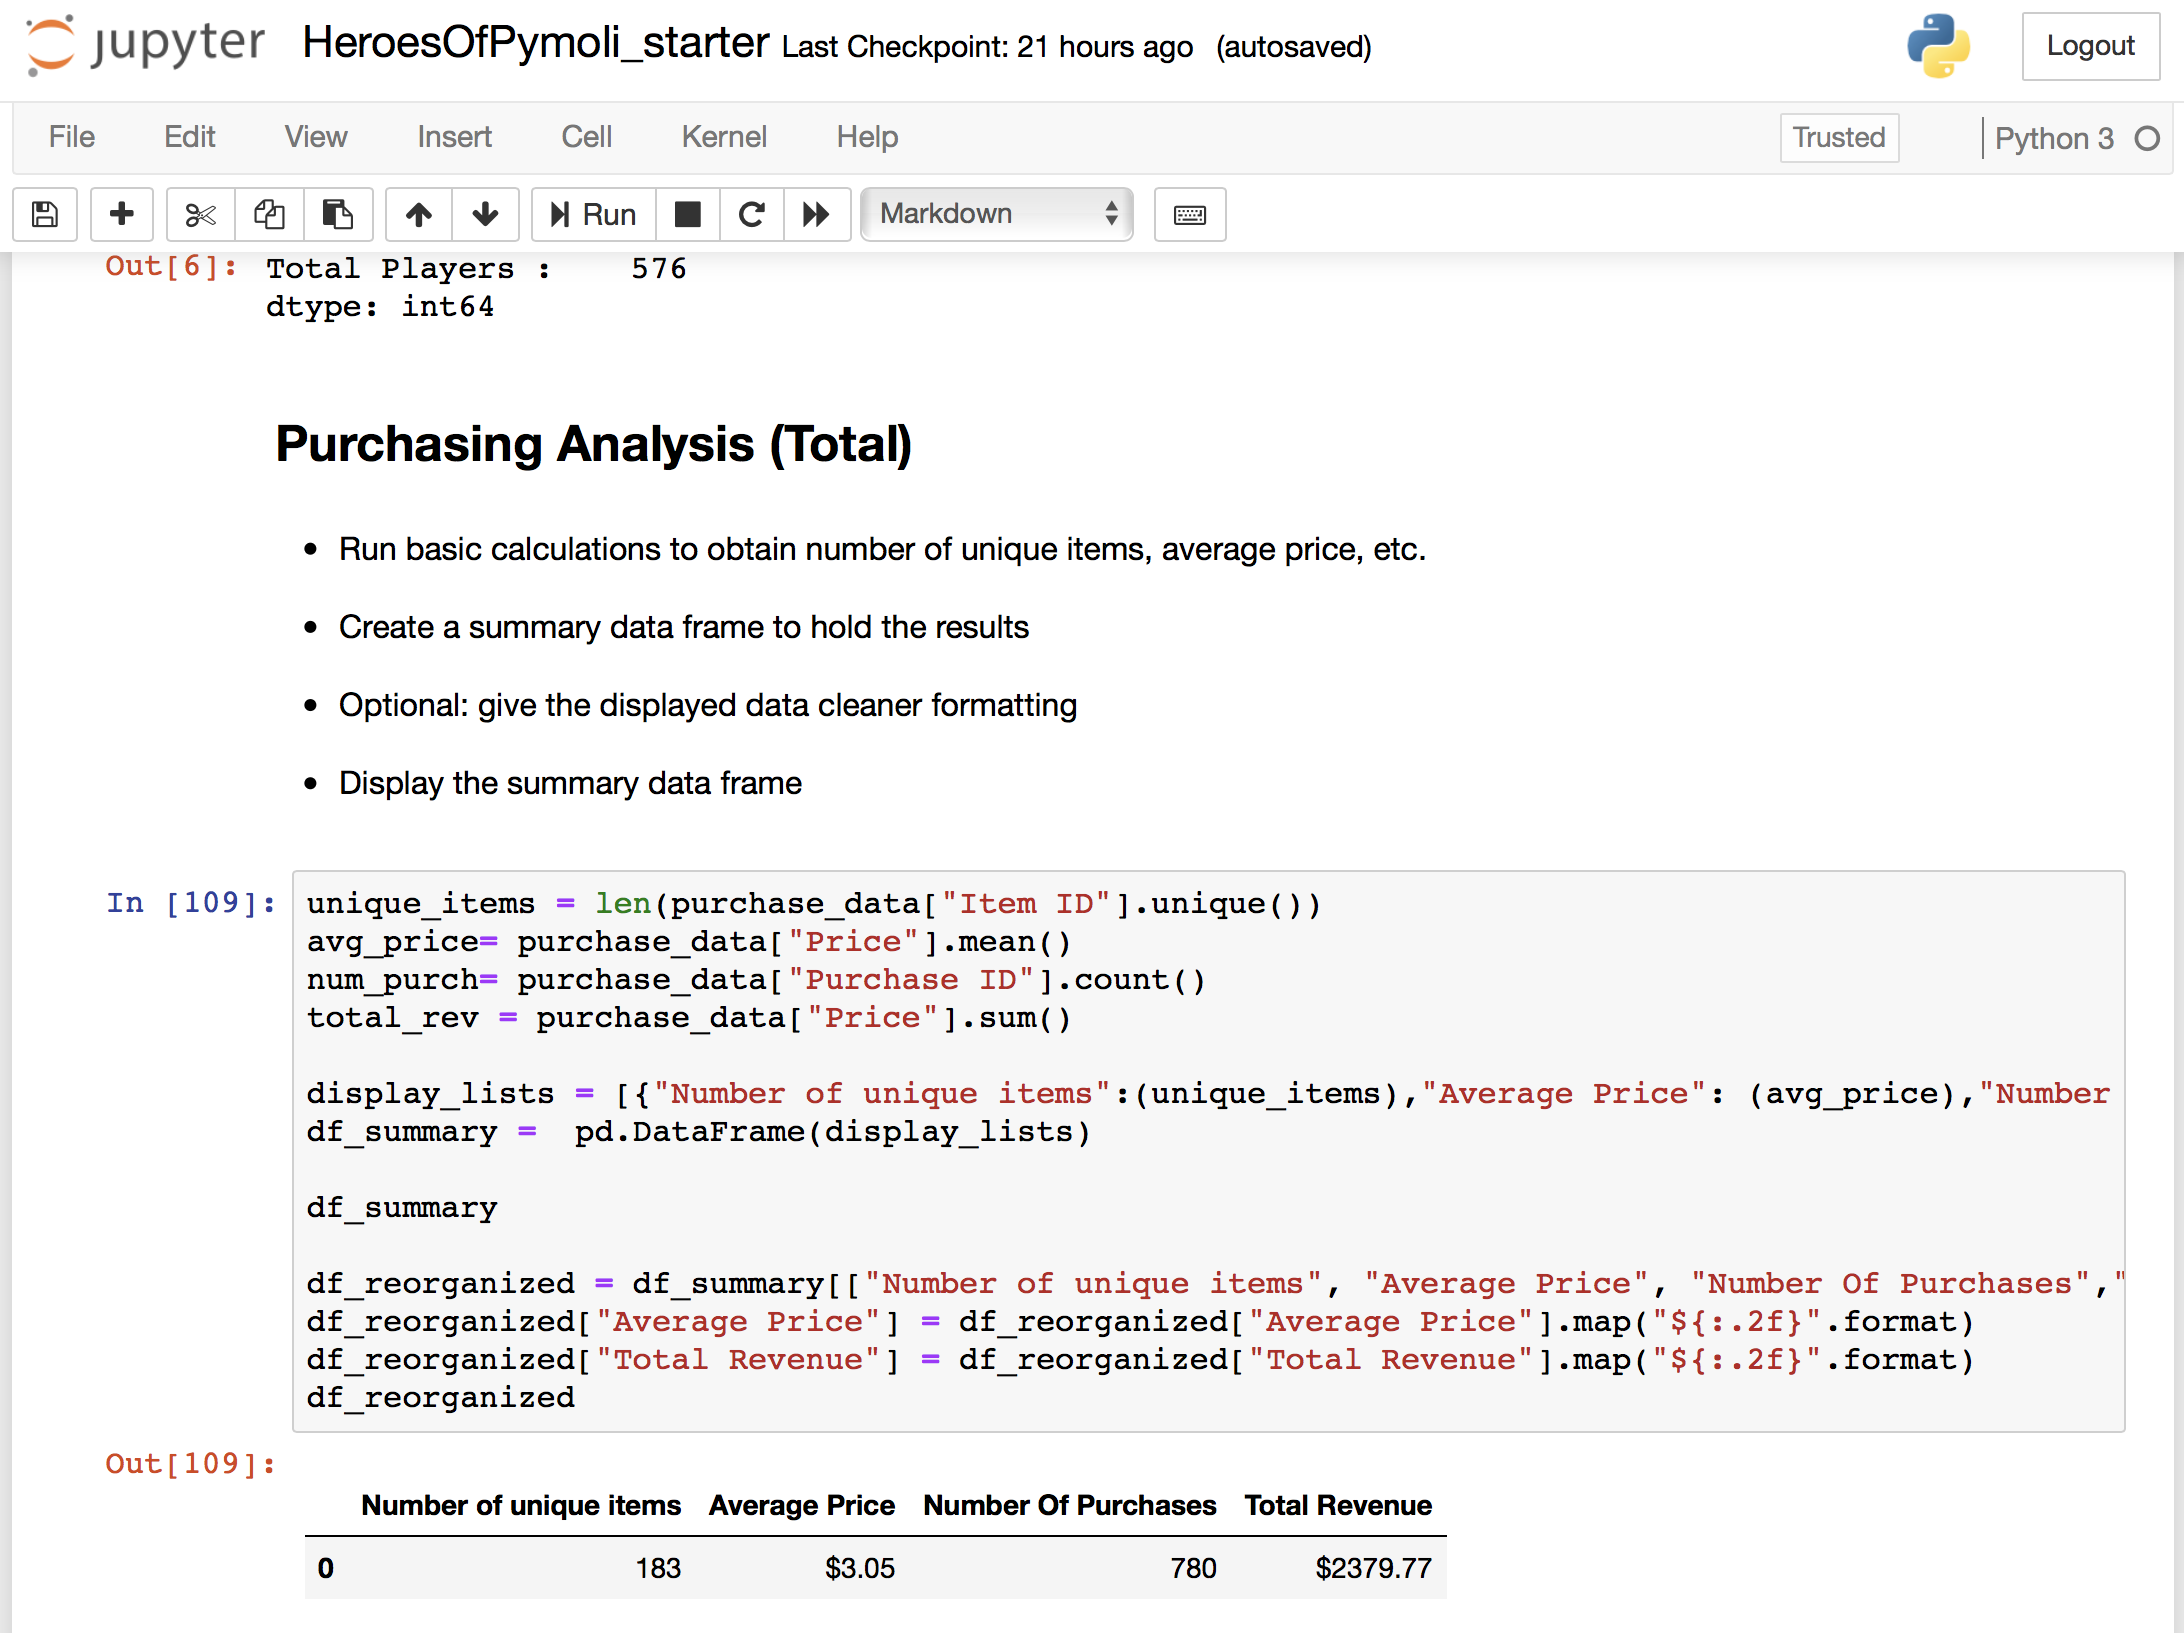 jupyter HeroesOfPymoli_starter Last Checkpoint: 21 hours ago (autosaved) Logout
File Edit View Insert Cell Kernel Help Trusted Python 3
Run Markdown
Out[6]: Total Players :    576
dtype: int64
Purchasing Analysis (Total)
• Run basic calculations to obtain number of unique items, average price, etc.
• Create a summary data frame to hold the results
• Optional: give the displayed data cleaner formatting
• Display the summary data frame
In [109]: unique_items = len(purchase_data["Item ID"].unique())
avg_price= purchase_data["Price"].mean()
num_purch= purchase_data["Purchase ID"].count()
total_rev = purchase_data["Price"].sum()
display_lists = [{"Number of unique items":(unique_items),"Average Price": (avg_price),"Number
df_summary =  pd.DataFrame(display_lists)
df_summary
df_reorganized = df_summary[["Number of unique items", "Average Price", "Number Of Purchases","
df_reorganized["Average Price"] = df_reorganized["Average Price"].map("${:.2f}".format)
df_reorganized["Total Revenue"] = df_reorganized["Total Revenue"].map("${:.2f}".format)
df_reorganized
Out[109]:
Number of unique items Average Price Number Of Purchases Total Revenue
0 183 $3.05 780 $2379.77